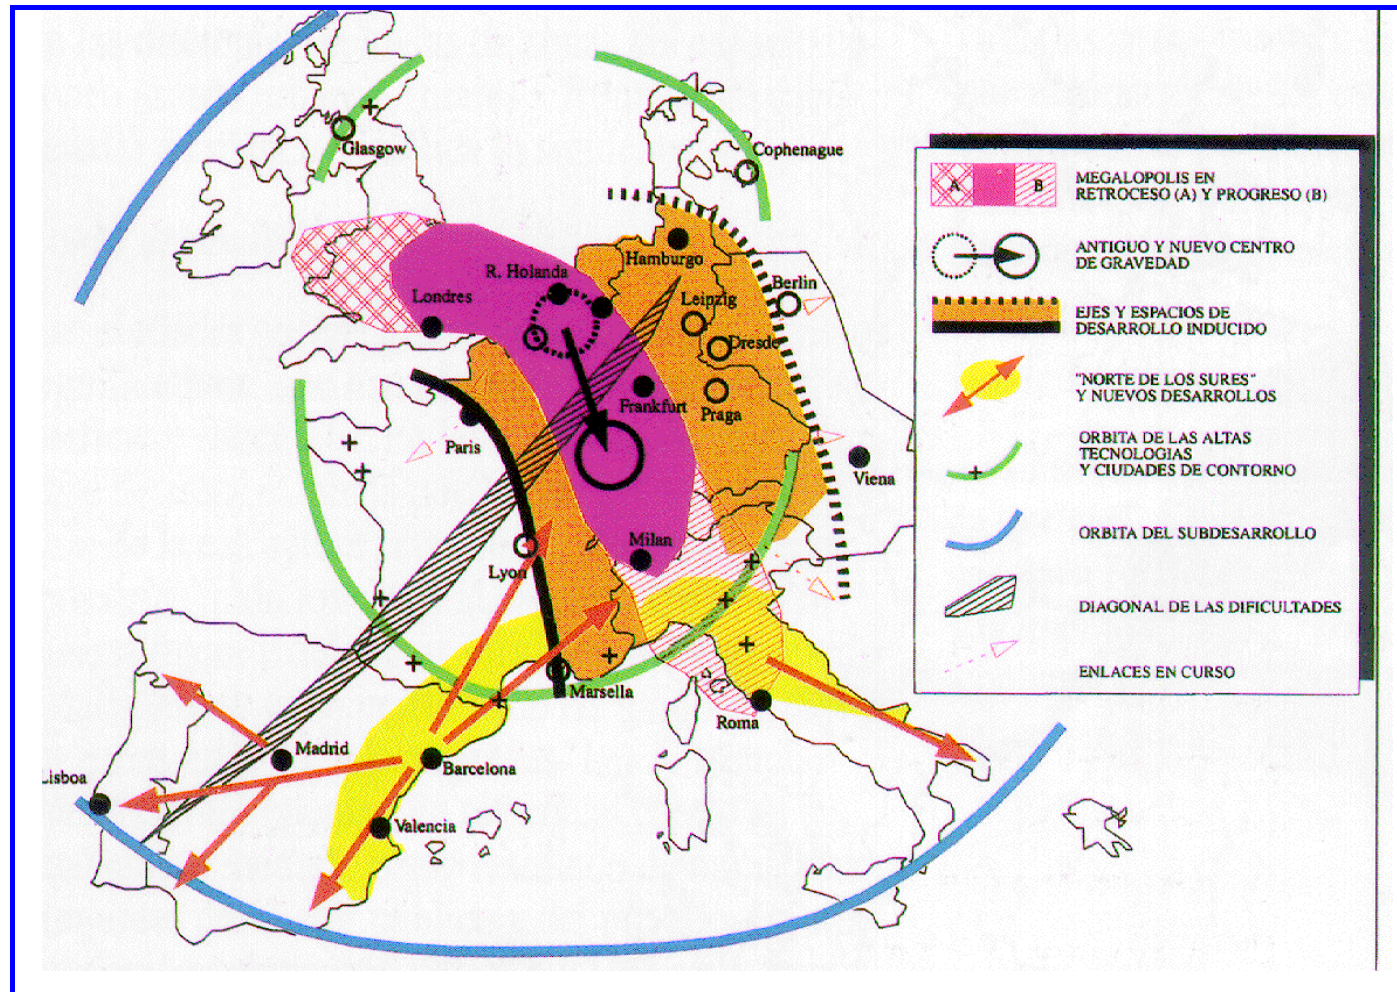 Glasgow
Cophenague
R. Holanda
Hamburgo
Londres
Leipzig
Berlin
Dresde
Frankfurt
Praga
Paris
Viena
Milan
Lyon
Marsella
Roma
Madrid
Barcelona
Lisboa
Valencia
A
B
MEGALOPOLIS EN
RETROCESO (A) Y PROGRESO (B)
ANTIGUO Y NUEVO CENTRO
DE GRAVEDAD
EJES Y ESPACIOS DE
DESARROLLO INDUCIDO
"NORTE DE LOS SURES"
Y NUEVOS DESARROLLOS
ORBITA DE LAS ALTAS
TECNOLOGIAS
Y CIUDADES DE CONTORNO
ORBITA DEL SUBDESARROLLO
DIAGONAL DE LAS DIFICULTADES
ENLACES EN CURSO